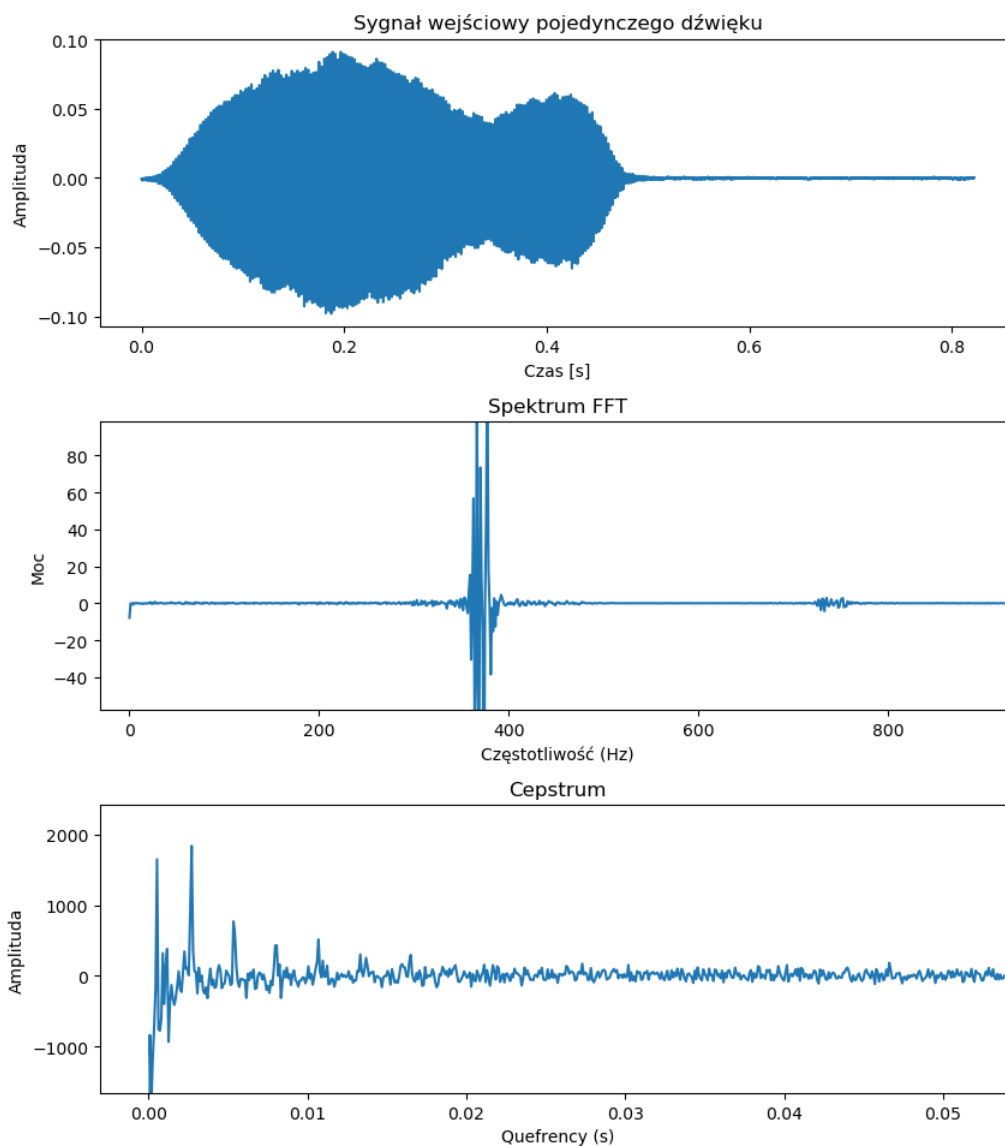 Sygnał wejściowy pojedynczego dźwięku
0.10
0.05
0.00
−0.05
−0.10
Amplituda
0.0 0.2 0.4 0.6 0.8
Czas [s]
Spektrum FFT
80
60
40
20
0
−20
−40
Moc
0 200 400 600 800
Częstotliwość (Hz)
Cepstrum
2000
1000
0
−1000
Amplituda
0.00 0.01 0.02 0.03 0.04 0.05
Quefrency (s)